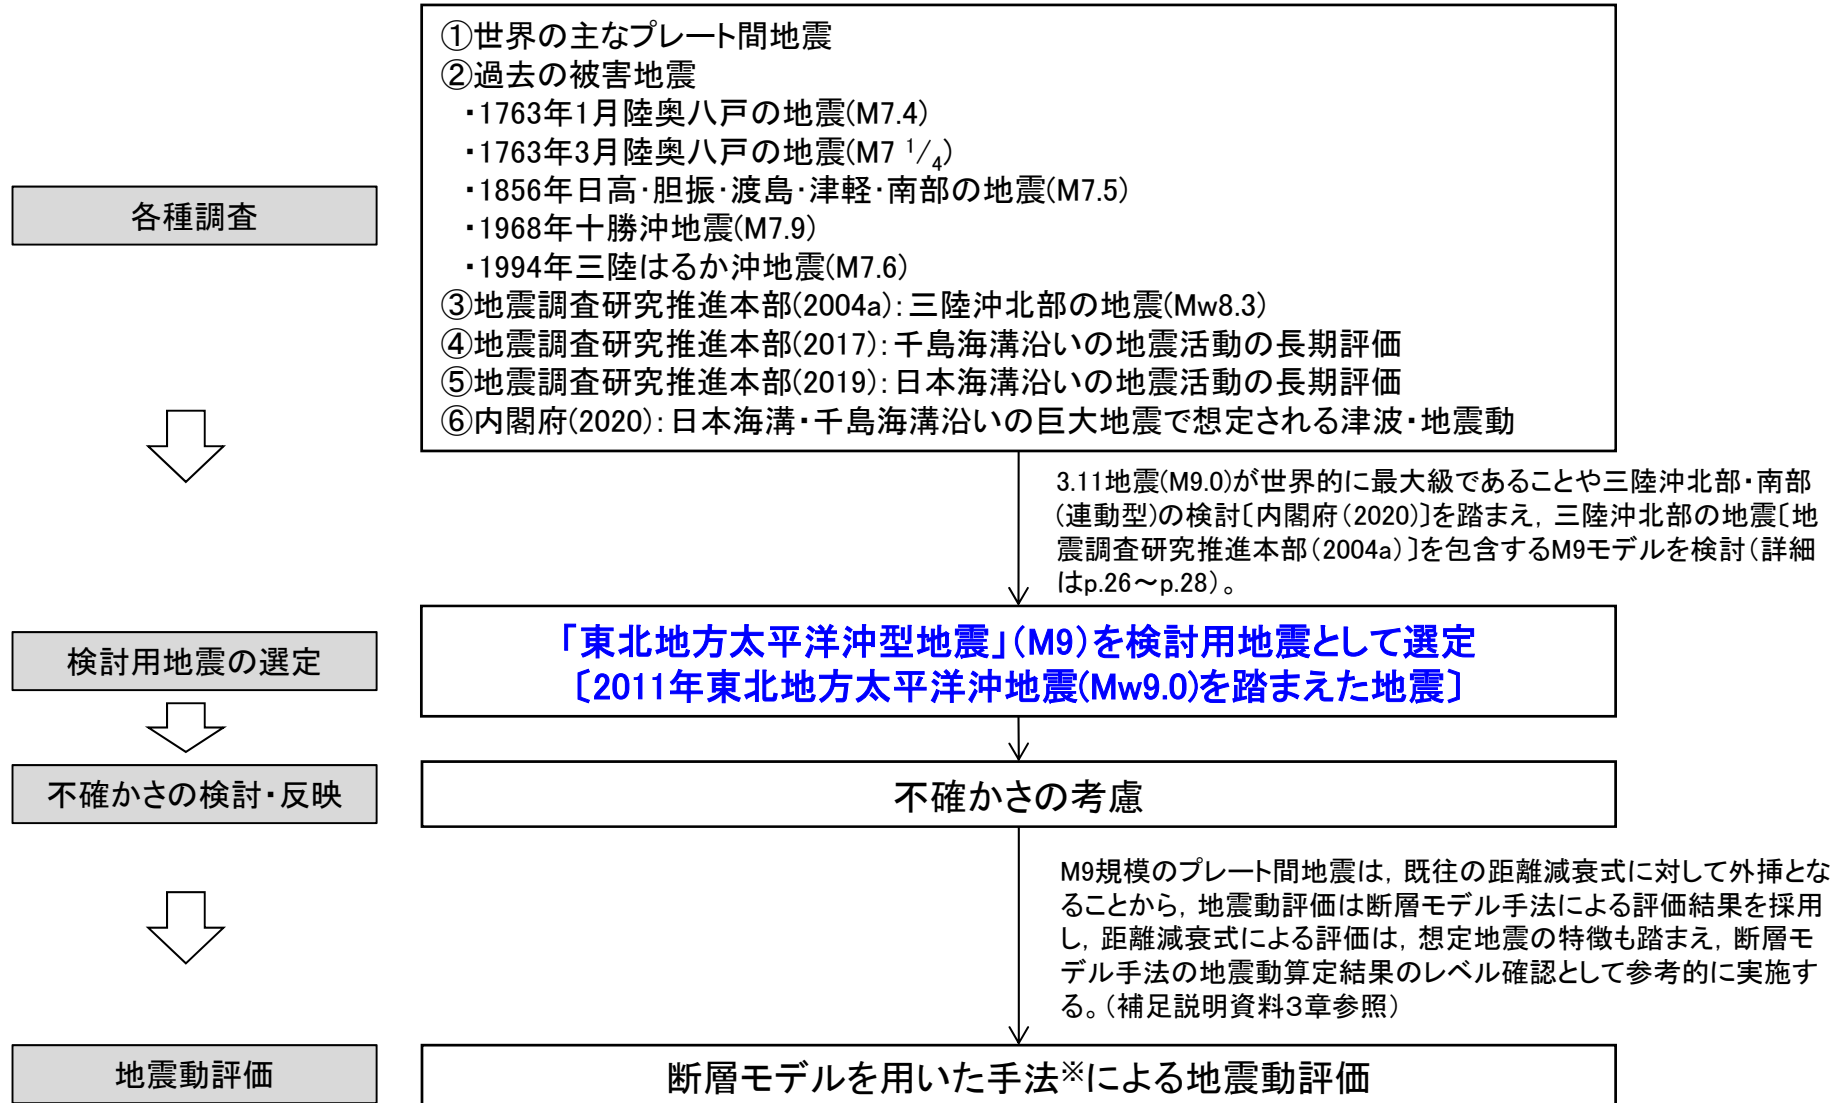 ①世界の主なプレート間地震
②過去の被害地震
・1763年1月陸奥八戸の地震(M7.4)
・1763年3月陸奥八戸の地震(M7 1/4)
・1856年日高・胆振・渡島・津軽・南部の地震(M7.5)
・1968年十勝沖地震(M7.9)
・1994年三陸はるか沖地震(M7.6)
③地震調査研究推進本部(2004a):三陸沖北部の地震(Mw8.3)
④地震調査研究推進本部(2017):千島海溝沿いの地震活動の長期評価
⑤地震調査研究推進本部(2019):日本海溝沿いの地震活動の長期評価
⑥内閣府(2020):日本海溝・千島海溝沿いの巨大地震で想定される津波・地震動
各種調査
3.11地震(M9.0)が世界的に最大級であることや三陸沖北部・南部
(連動型)の検討〔内閣府(2020)〕を踏まえ,三陸沖北部の地震〔地
震調査研究推進本部(2004a)〕を包含するM9モデルを検討(詳細
はp.26~p.28)。
検討用地震の選定
「東北地方太平洋沖型地震」(M9)を検討用地震として選定
〔2011年東北地方太平洋沖地震(Mw9.0)を踏まえた地震〕
不確かさの検討・反映
不確かさの考慮
M9規模のプレート間地震は,既往の距離減衰式に対して外挿とな
ることから,地震動評価は断層モデル手法による評価結果を採用
し,距離減衰式による評価は,想定地震の特徴も踏まえ,断層モ
デル手法の地震動算定結果のレベル確認として参考的に実施す
る。(補足説明資料3章参照)
地震動評価
断層モデルを用いた手法※による地震動評価